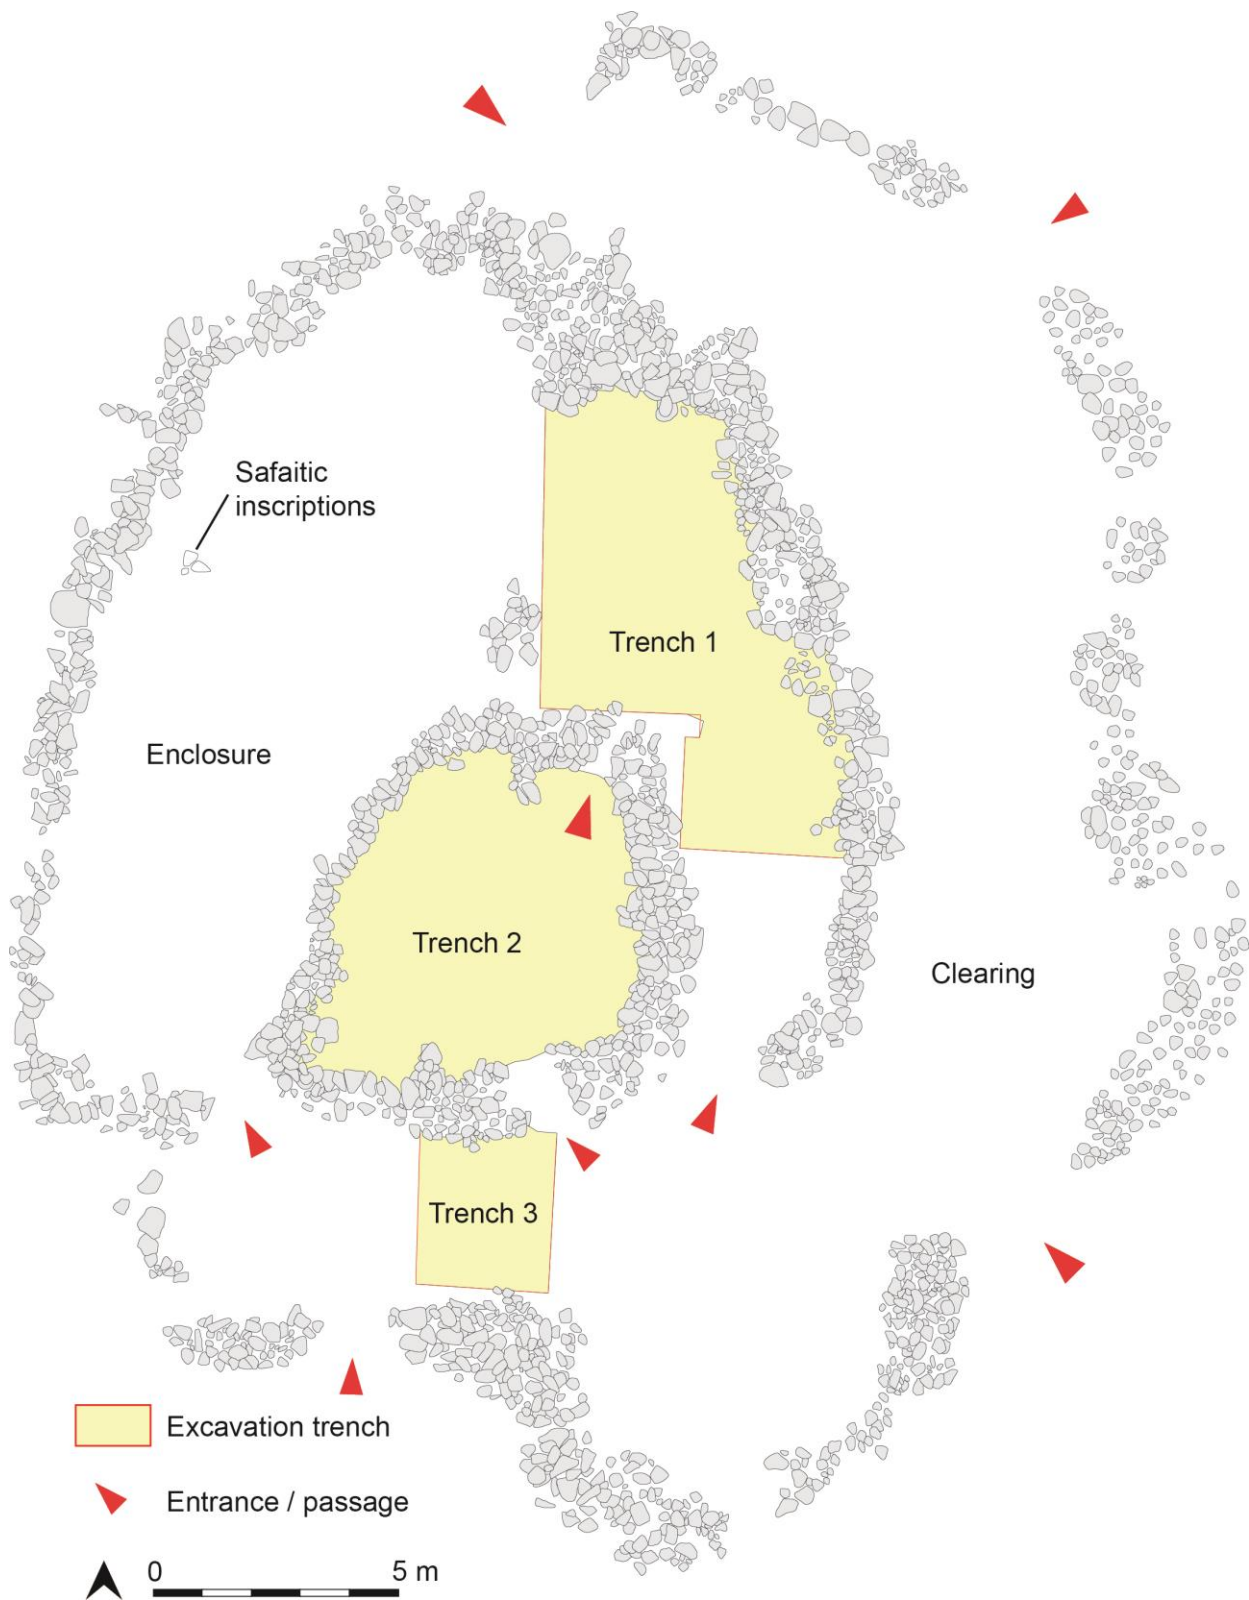 Safaitic
inscriptions
Trench 1
Enclosure
Trench 2
Clearing
Trench 3
Excavation trench
Entrance / passage
0 5 m